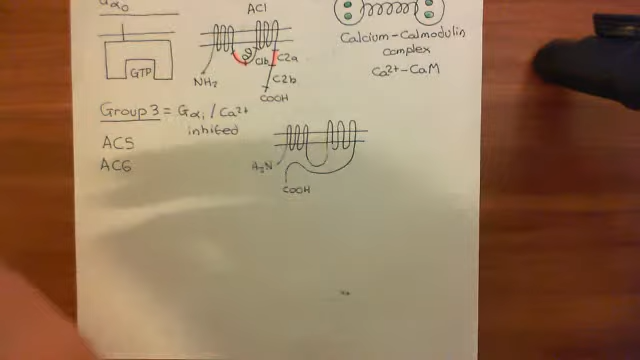 Gαo
AC1
GTP
NH2
C1b
C2a
C2b
COOH
Calcium-Calmodulin
Complex
Ca2+-CaM
Group 3 = Gαi / Ca2+
inhibited
AC5
AC6
H2N
COOH